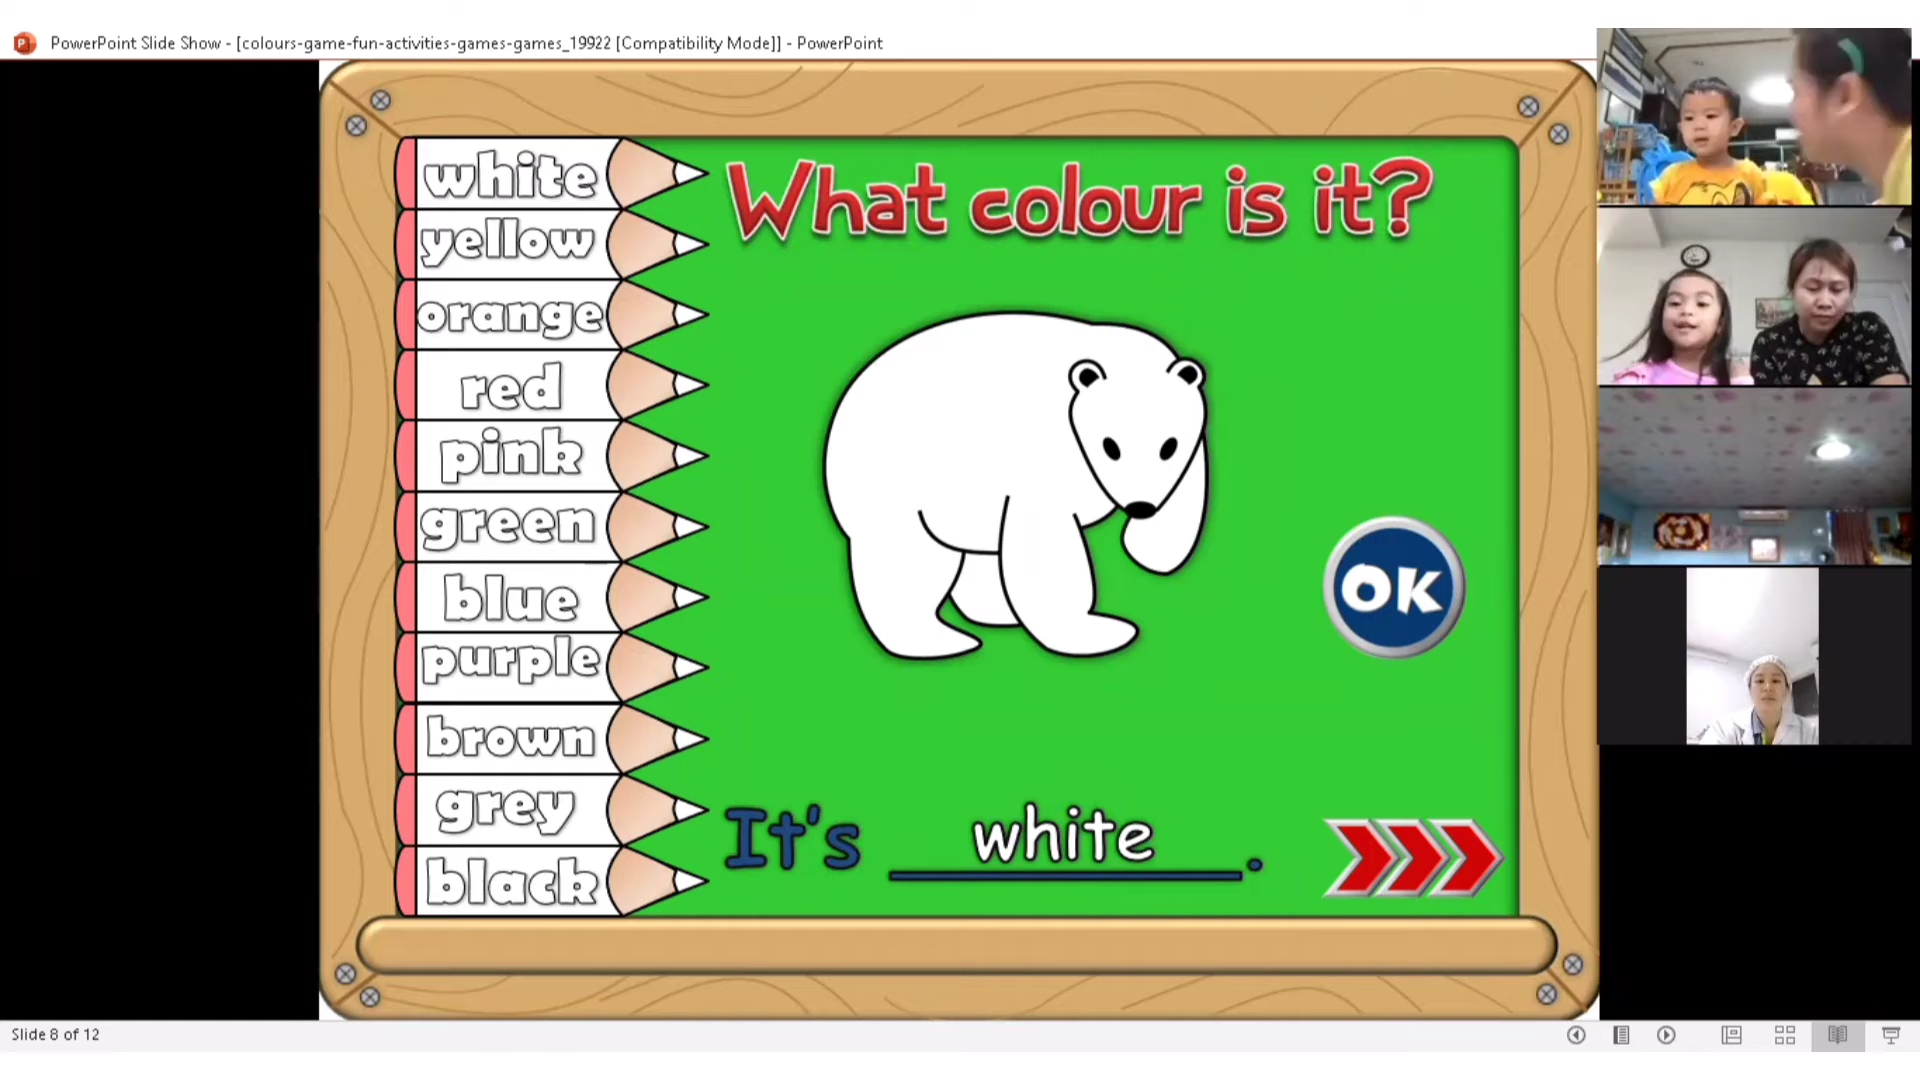 PowerPoint Slide Show - [colours-game-fun-activities-games-games_19922 [Compatibility Mode]] - PowerPoint
What colour is it?
white
yellow
orange
red
pink
green
blue
purple
brown
grey
black
OK
It's white.
Slide 8 of 12